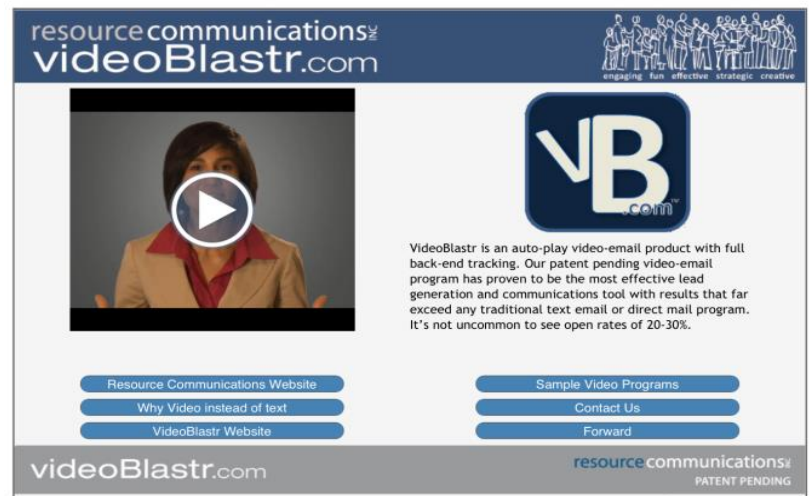 resource communications INC
videoBlastr.com
engaging fun effective strategic creative
VB
.com™
VideoBlastr is an auto-play video-email product with full
back-end tracking. Our patent pending video-email
program has proven to be the most effective lead
generation and communications tool with results that far
exceed any traditional text email or direct mail program.
It's not uncommon to see open rates of 20-30%.
Resource Communications Website
Why Video instead of text
VideoBlastr Website
Sample Video Programs
Contact Us
Forward
videoBlastr.com
resource communications INC
PATENT PENDING